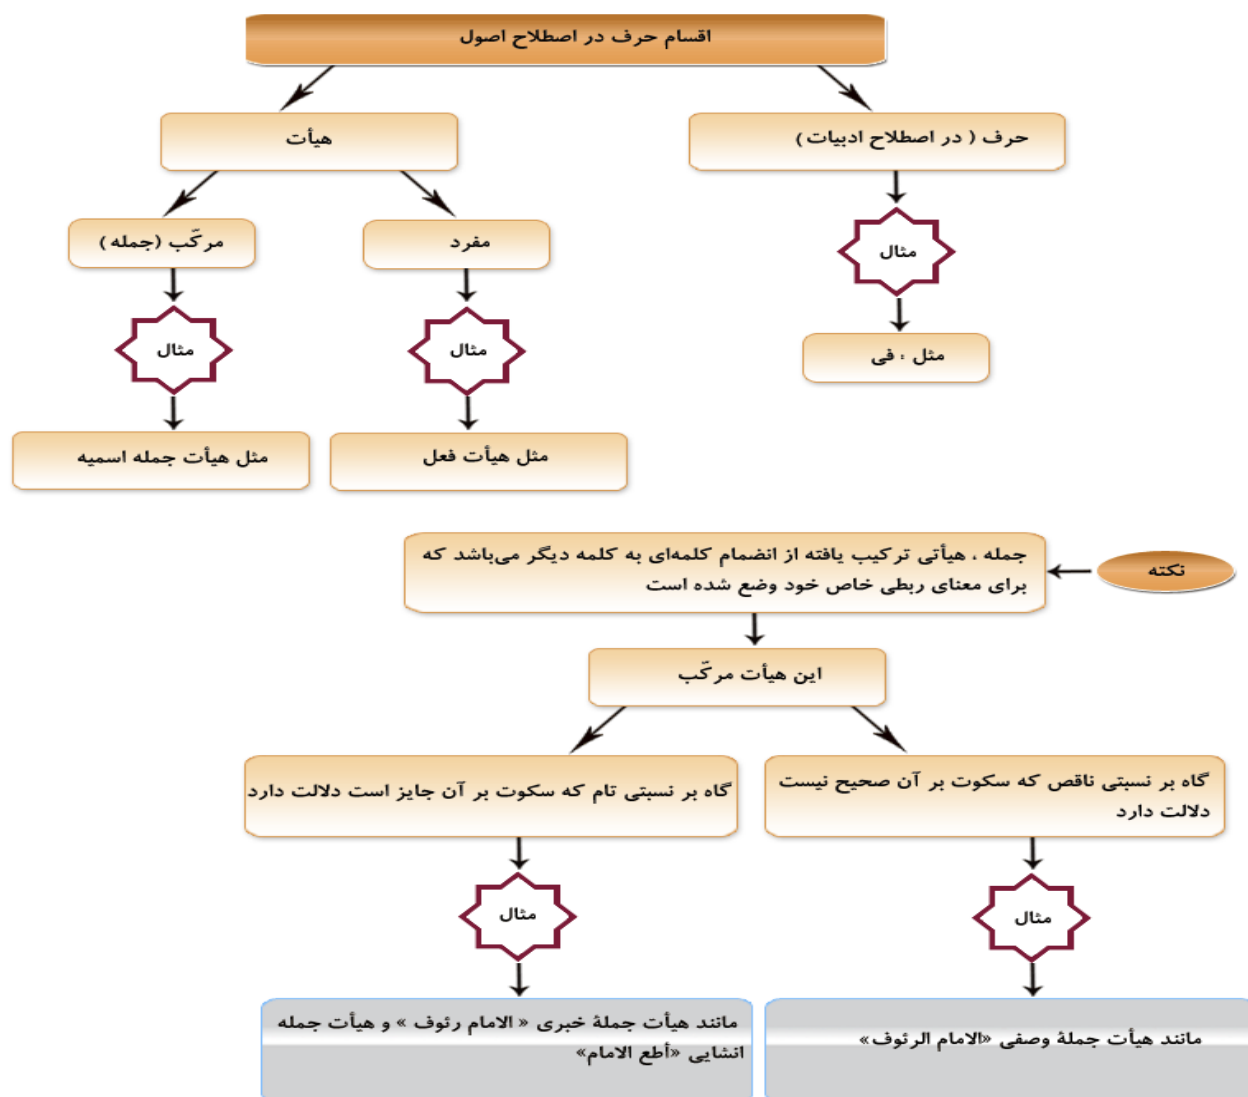 اقسام حرف در اصطلاح اصول
حرف ( در اصطلاح ادبیات )
هیأت
مفرد
مرکّب (جمله )
مثال
مثال
مثال
مثل : فی
مثل هیأت فعل
مثل هیأت جمله اسمیه
نکته
جمله ، هیأتی ترکیب یافته از انضمام کلمه‌ای به کلمه دیگر می‌باشد که
برای معنای ربطی خاص خود وضع شده است
این هیأت مرکّب
گاه بر نسبتی ناقص که سکوت بر آن صحیح نیست
دلالت دارد
گاه بر نسبتی تام که سکوت بر آن جایز است دلالت دارد
مثال
مثال
مانند هیأت جملهٔ وصفی «الامام الرئوف»
مانند هیأت جملهٔ خبری « الامام رئوف » و هیأت جمله
انشایی «أطع الامام»